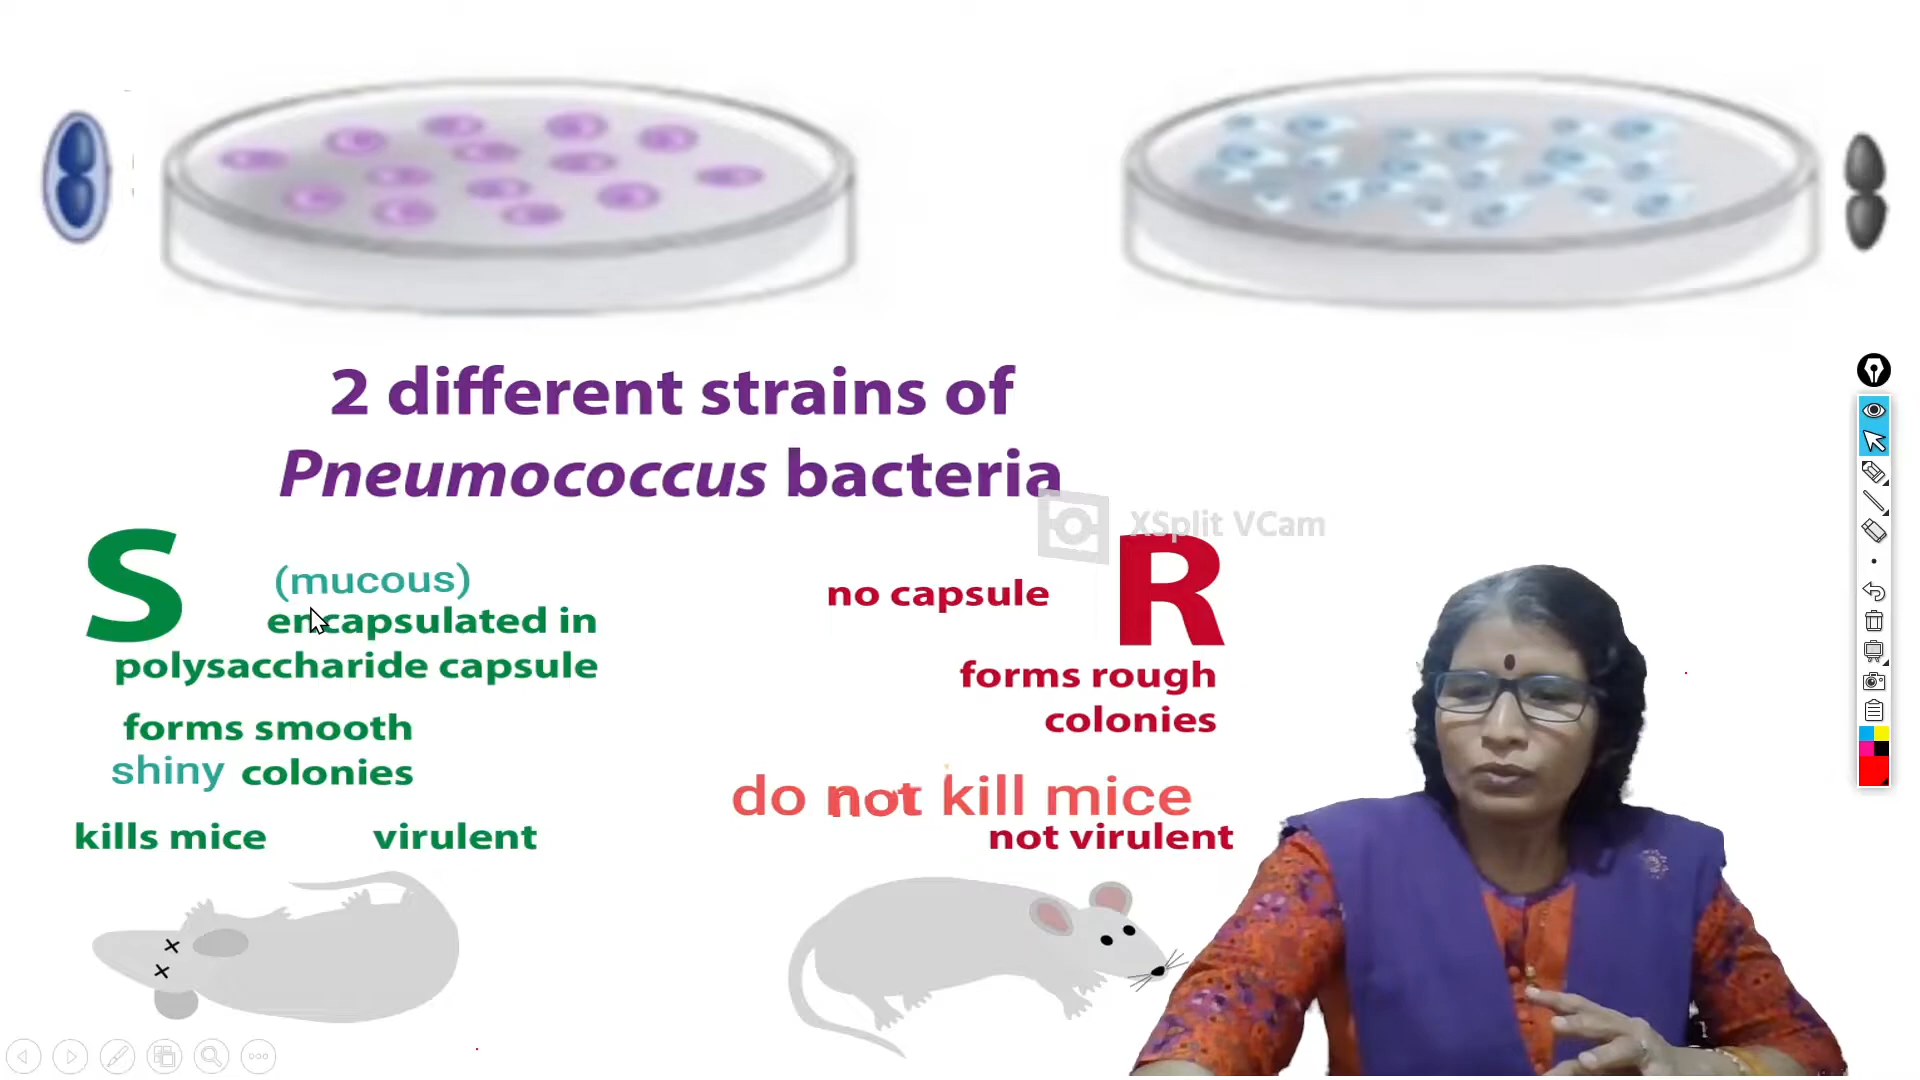 2 different strains of
Pneumococcus bacteria
XSplit VCam
S
(mucous)
encapsulated in
polysaccharide capsule
forms smooth
shiny colonies
kills mice virulent
R
no capsule
forms rough
colonies
do not kill mice
not virulent